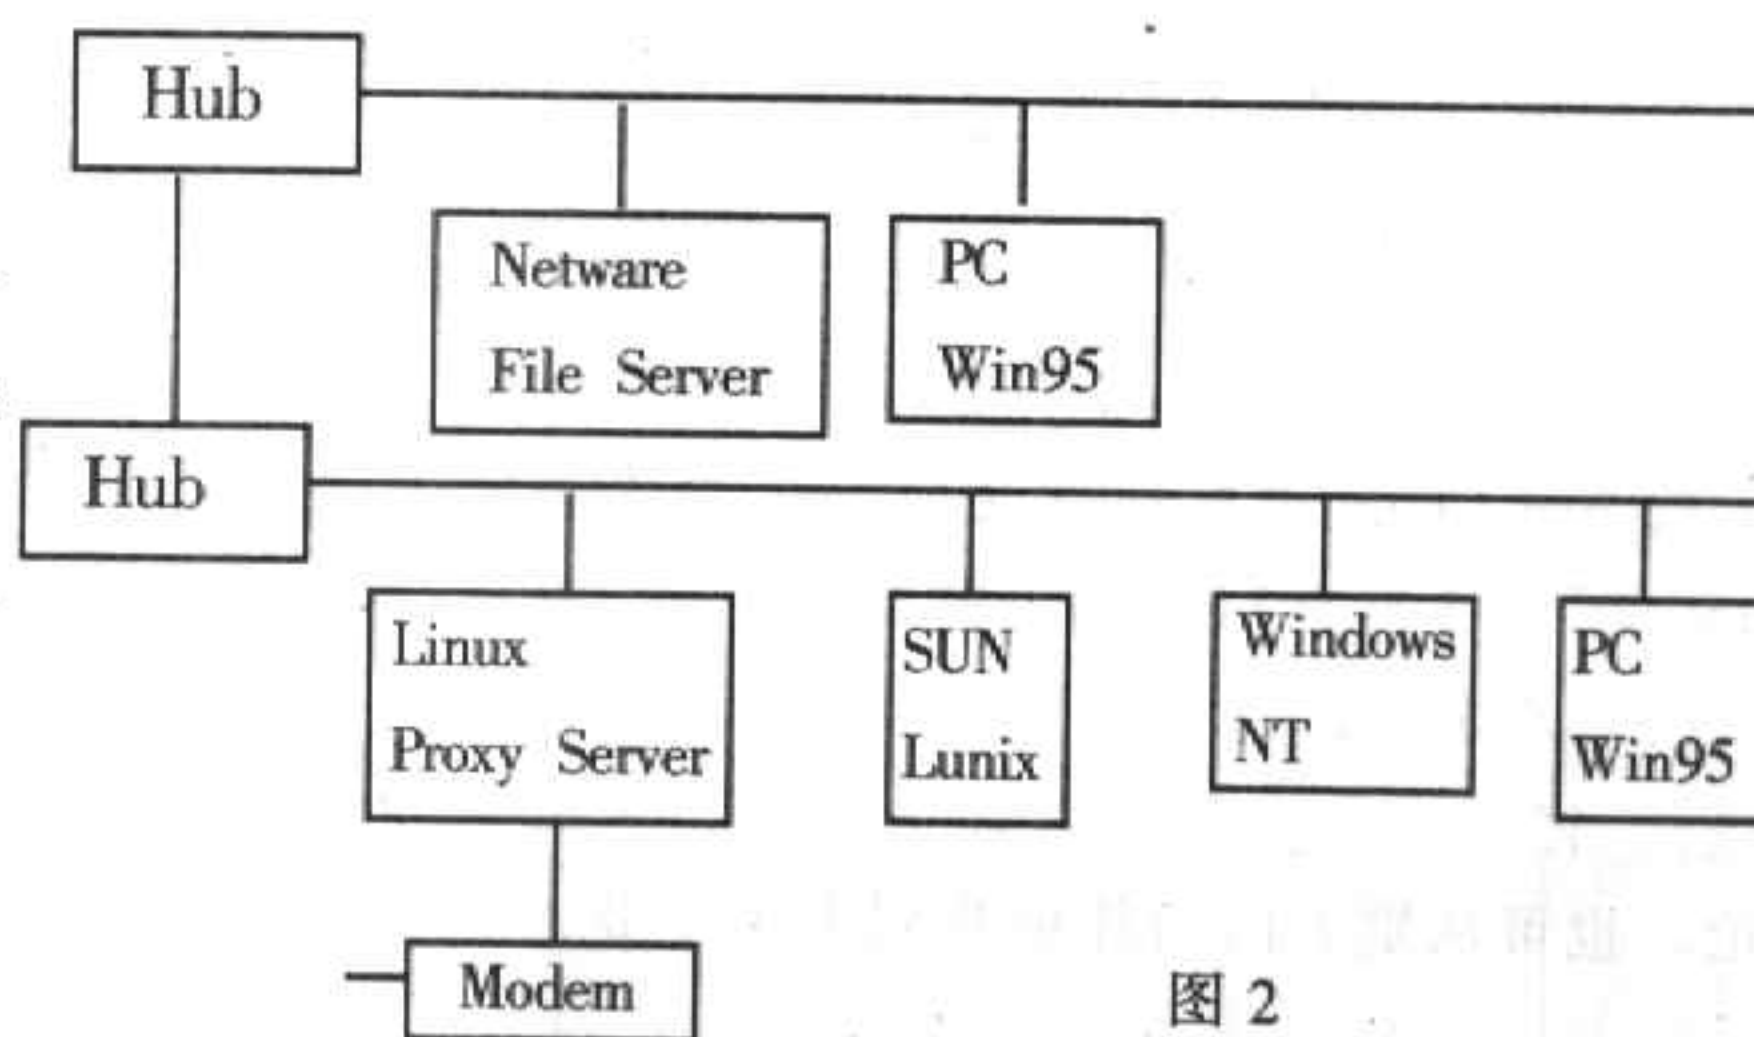 Hub
Netware
File Server
PC
Win95
Hub
Linux
Proxy Server
SUN
Lunix
Windows
NT
PC
Win95
Modem
图 2